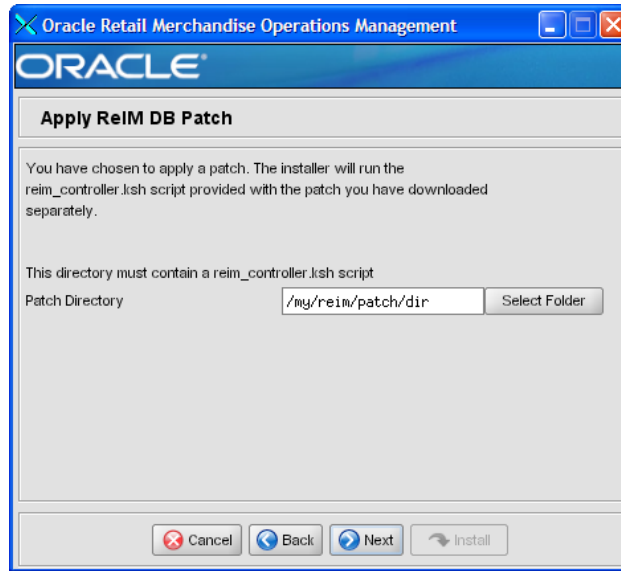 Oracle Retail Merchandise Operations Management
ORACLE®
Apply ReIM DB Patch
You have chosen to apply a patch. The installer will run the
reim_controller.ksh script provided with the patch you have downloaded
separately.
This directory must contain a reim_controller.ksh script
Patch Directory /my/reim/patch/dir Select Folder
Cancel Back Next Install